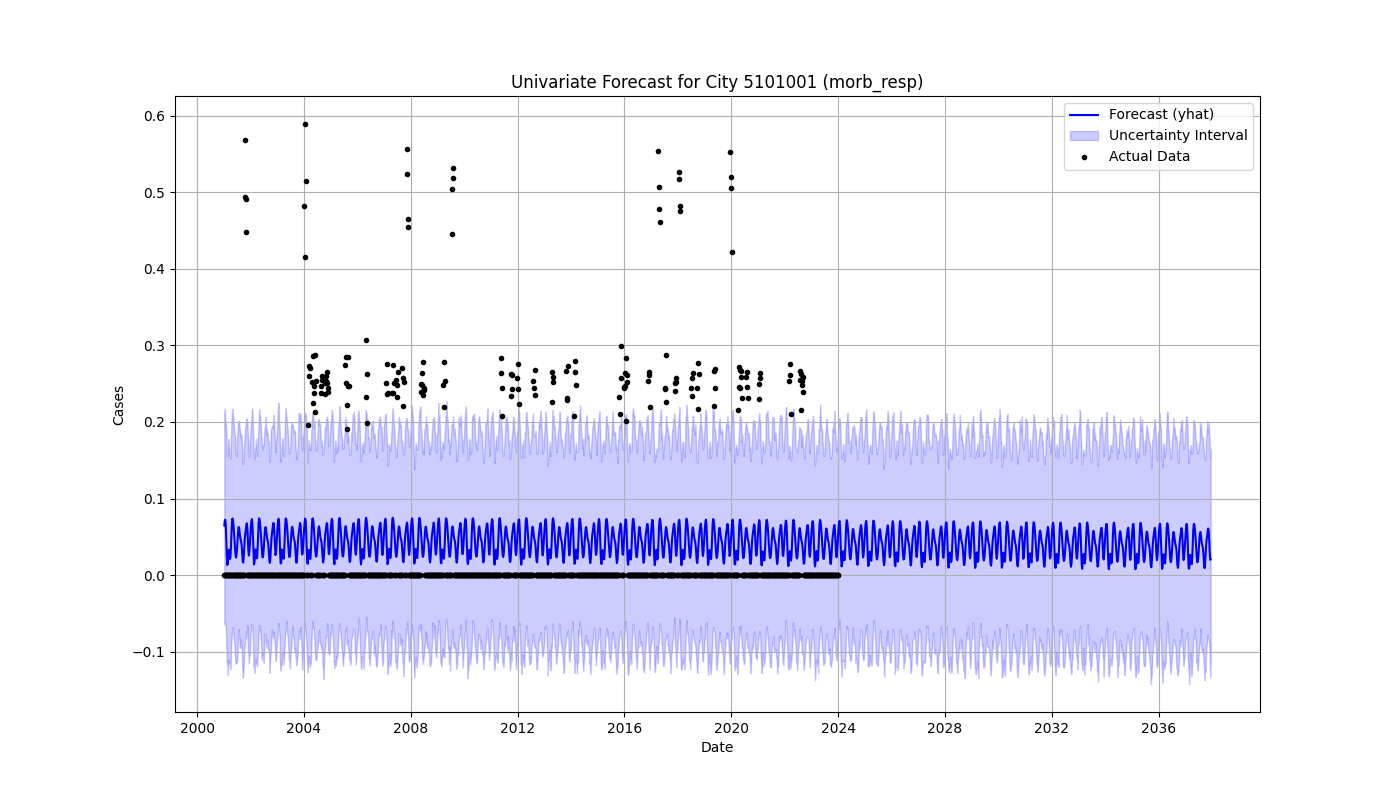 Univariate Forecast for City 5101001 (morb_resp)
Forecast (yhat)
Uncertainty Interval
Actual Data
Cases
0.6
0.5
0.4
0.3
0.2
0.1
0.0
−0.1
2000 2004 2008 2012 2016 2020 2024 2028 2032 2036
Date